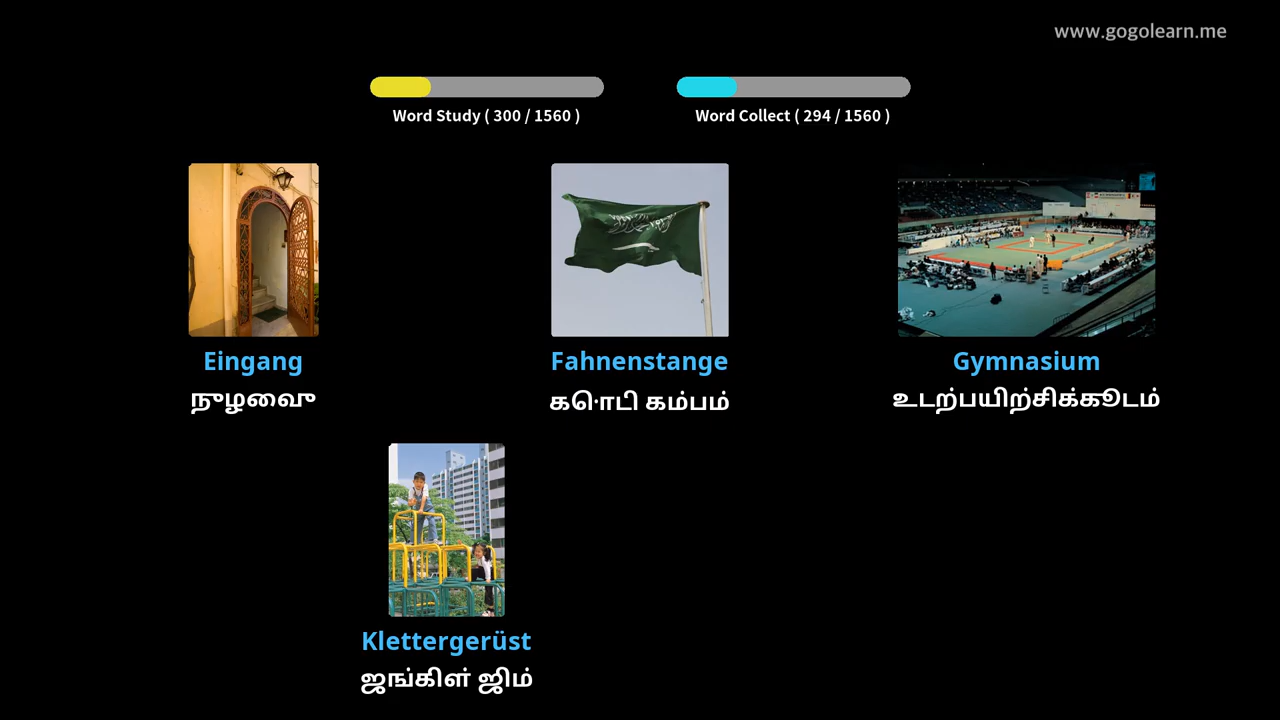 www.gogolearn.me
Word Study ( 300 / 1560 )
Word Collect ( 294 / 1560 )
Eingang
நுழவைு
Fahnenstange
கொடி கம்பம்
Gymnasium
உடற்பயிற்சிக்கூடம்
Klettergerüst
ஜங்கிள் ஜிம்